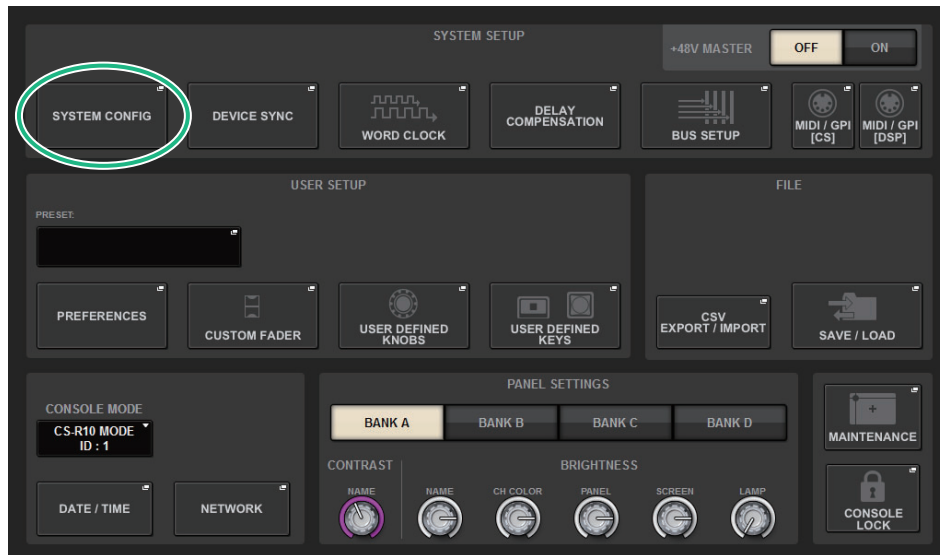 SYSTEM SETUP
+48V MASTER
OFF
ON
SYSTEM CONFIG
DEVICE SYNC
WORD CLOCK
DELAY
COMPENSATION
BUS SETUP
MIDI / GPI
[CS]
MIDI / GPI
[DSP]
USER SETUP
PRESET:
PREFERENCES
CUSTOM FADER
USER DEFINED
KNOBS
USER DEFINED
KEYS
FILE
CSV
EXPORT / IMPORT
SAVE / LOAD
CONSOLE MODE
CS-R10 MODE
ID : 1
DATE / TIME
NETWORK
PANEL SETTINGS
BANK A
BANK B
BANK C
BANK D
CONTRAST
BRIGHTNESS
NAME
NAME
CH COLOR
PANEL
SCREEN
LAMP
MAINTENANCE
CONSOLE
LOCK